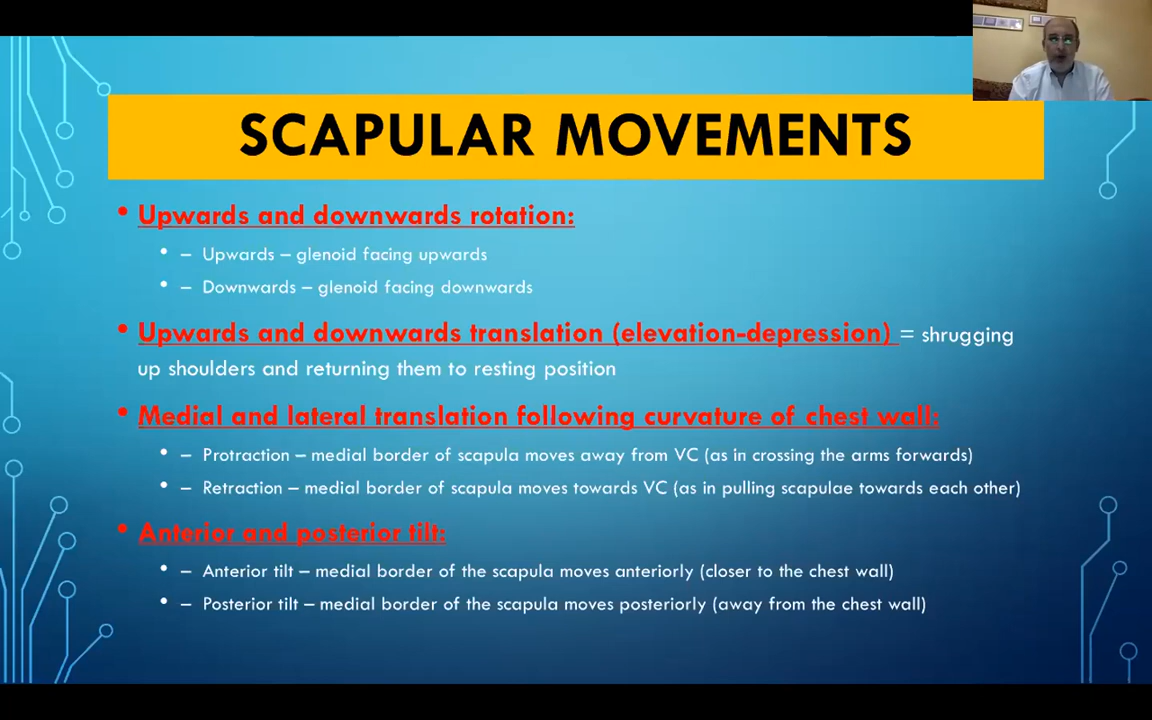 SCAPULAR MOVEMENTS
• Upwards and downwards rotation:
• – Upwards – glenoid facing upwards
• – Downwards – glenoid facing downwards
• Upwards and downwards translation (elevation-depression) = shrugging
up shoulders and returning them to resting position
• Medial and lateral translation following curvature of chest wall:
• – Protraction – medial border of scapula moves away from VC (as in crossing the arms forwards)
• – Retraction – medial border of scapula moves towards VC (as in pulling scapulae towards each other)
• Anterior and posterior tilt:
• – Anterior tilt – medial border of the scapula moves anteriorly (closer to the chest wall)
• – Posterior tilt – medial border of the scapula moves posteriorly (away from the chest wall)